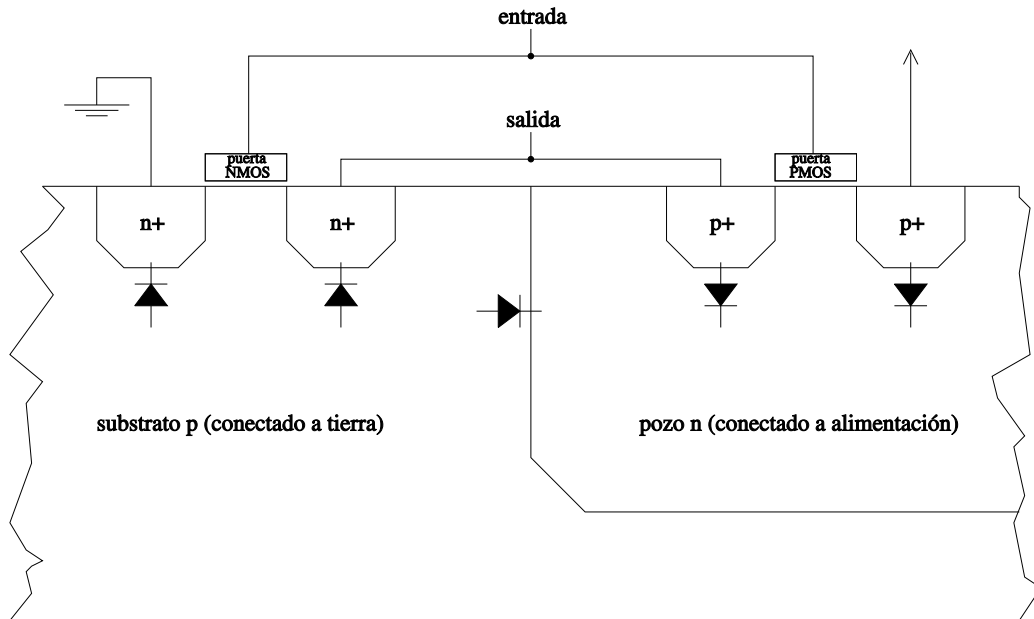 entrada
salida
puerta
NMOS
puerta
PMOS
n+
n+
p+
p+
substrato p (conectado a tierra)
pozo n (conectado a alimentación)